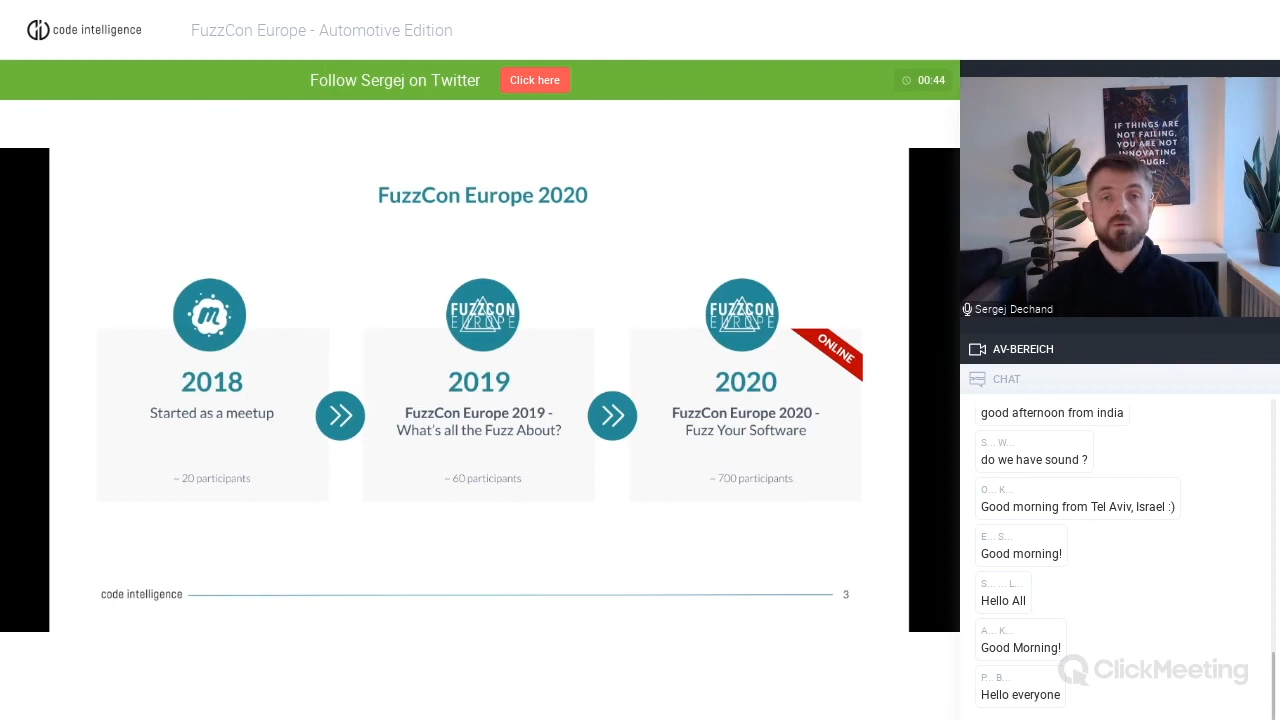 code intelligence
FuzzCon Europe - Automotive Edition
Follow Sergej on Twitter
Click here
00:44
FuzzCon Europe 2020
m
FUZZCON
EUROPE
FUZZCON
EUROPE
ONLINE
2018
Started as a meetup
~ 20 participants
2019
FuzzCon Europe 2019 -
What's all the Fuzz About?
~ 60 participants
2020
FuzzCon Europe 2020 -
Fuzz Your Software
~ 700 participants
code intelligence
3
IF THINGS ARE
NOT FAILING,
YOU ARE NOT
INNOVATING
Sergej Dechand
AV-BEREICH
CHAT
good afternoon from india
S... W...
do we have sound ?
O... K...
Good morning from Tel Aviv, Israel :)
E... S...
Good morning!
S... ... L...
Hello All
A... K...
Good Morning!
P... B...
Hello everyone
ClickMeeting